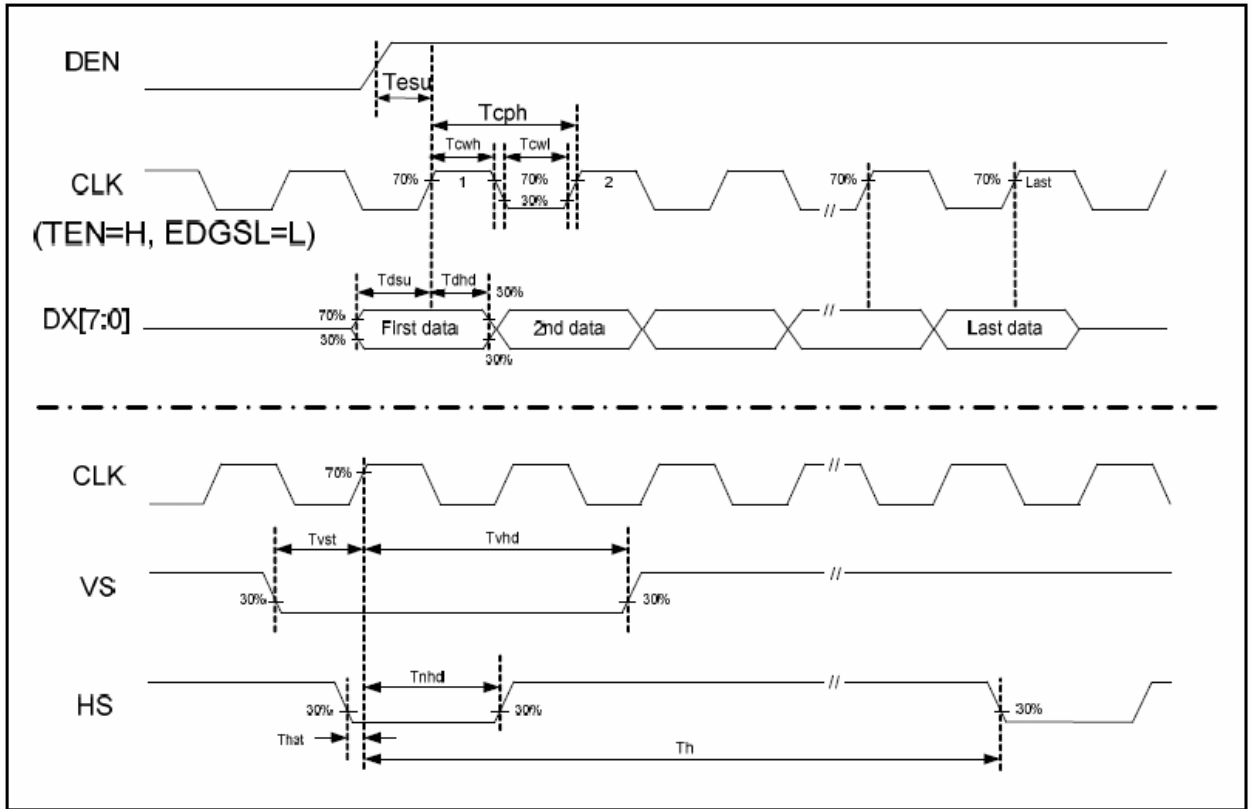 DEN
Tesu
Tcph
Tcwh
Tcwl
CLK
70%
1
70%
30%
2
70%
70%
Last
//
(TEN=H, EDGSL=L)
Tdsu
Tdhd
30%
DX[7:0]
70%
30%
First data
2nd data
//
Last data
30%
CLK
70%
//
Tvst
Tvhd
VS
30%
30%
//
Tnhd
HS
30%
30%
//
30%
Thst
Th